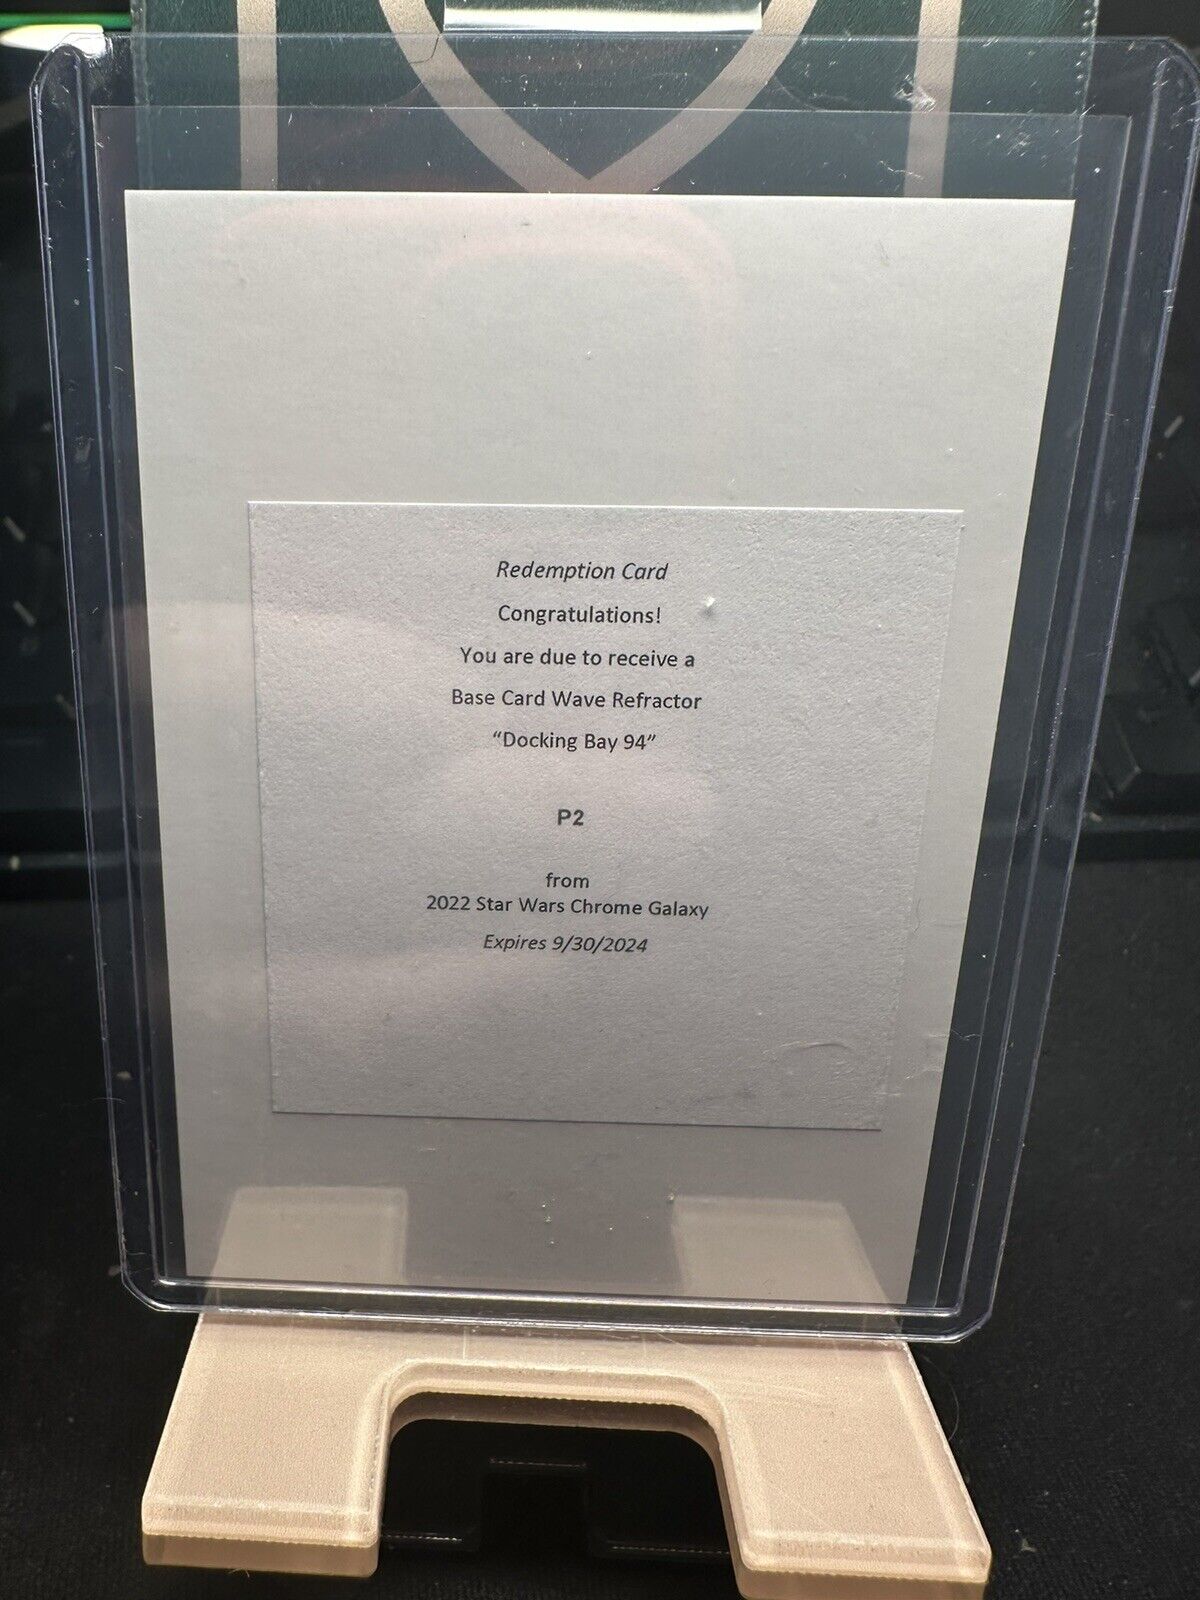 Redemption Card
Congratulations!
You are due to receive a
Base Card Wave Refractor
“Docking Bay 94”
P2
from
2022 Star Wars Chrome Galaxy
Expires 9/30/2024